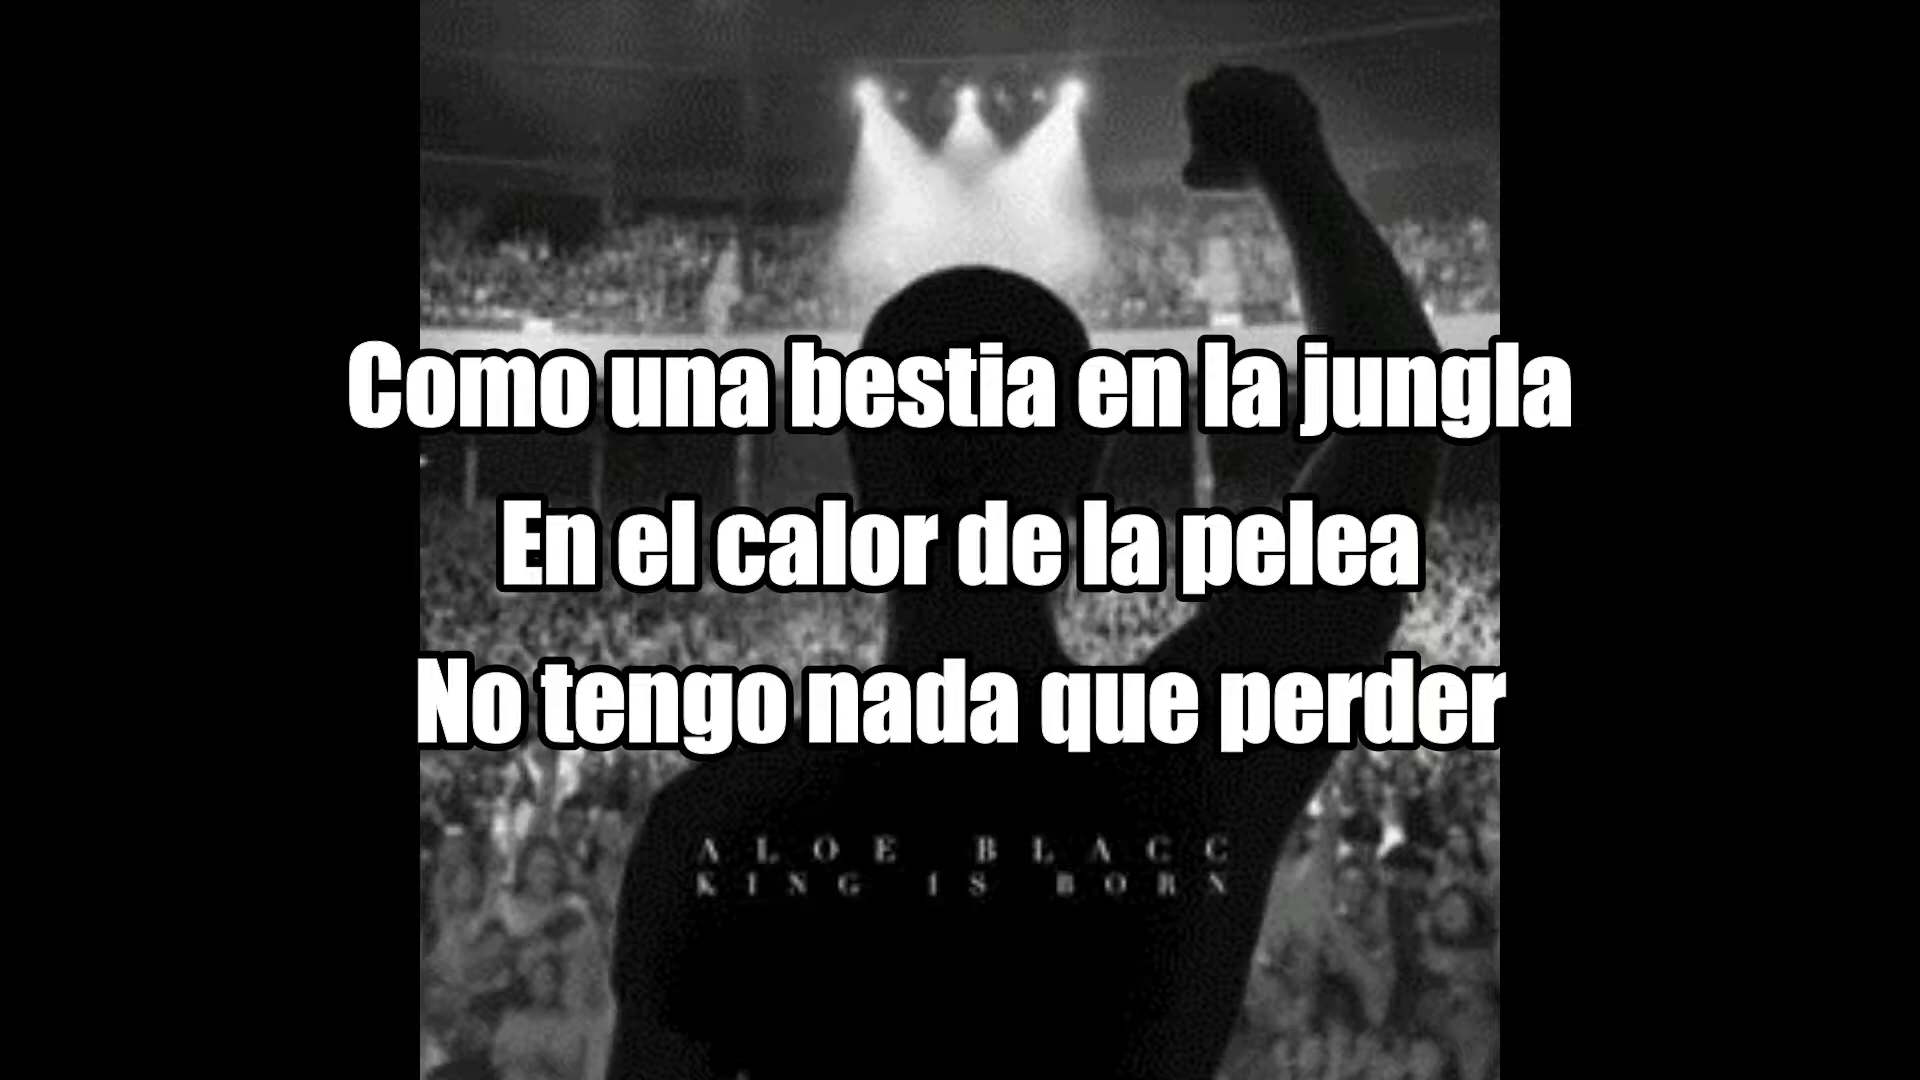 Como una bestia en la jungla
En el calor de la pelea
No tengo nada que perder
ALOE BLACC
KING IS BORN